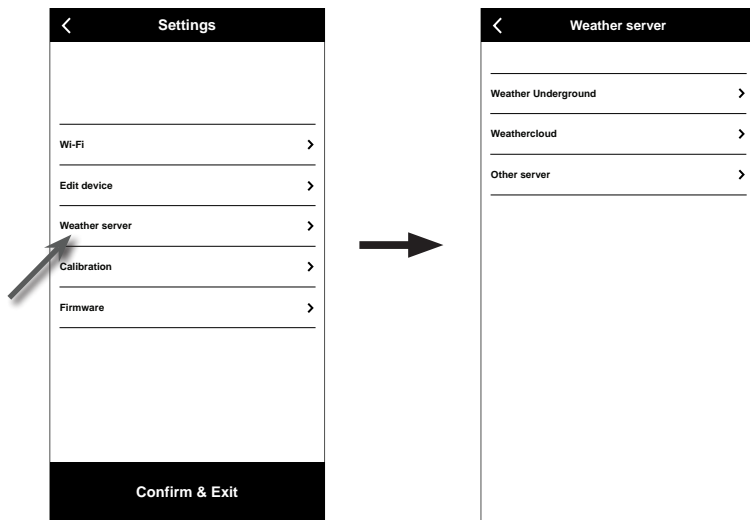 Settings
Wi-Fi
Edit device
Weather server
Calibration
Firmware
Confirm & Exit
Weather server
Weather Underground
Weathercloud
Other server